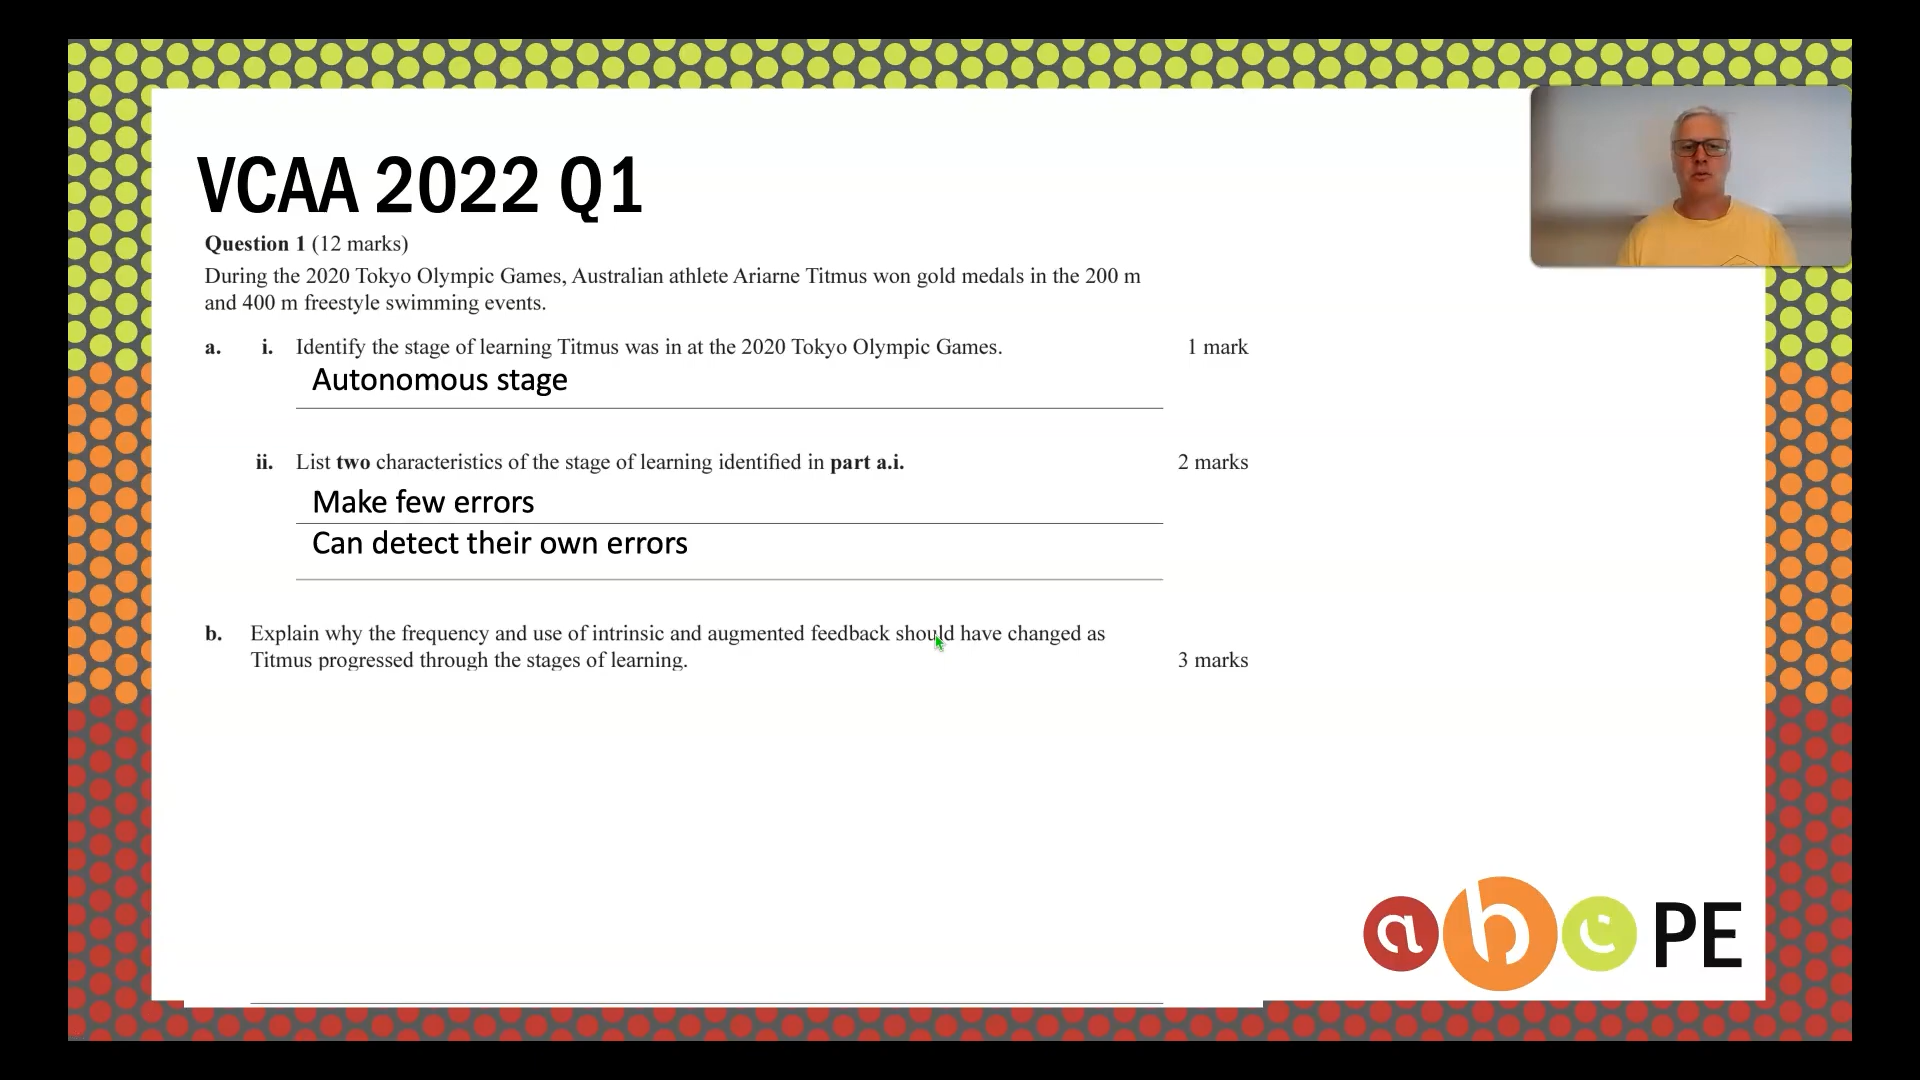 VCAA 2022 Q1
Question 1 (12 marks)
During the 2020 Tokyo Olympic Games, Australian athlete Ariarne Titmus won gold medals in the 200 m
and 400 m freestyle swimming events.
a. i. Identify the stage of learning Titmus was in at the 2020 Tokyo Olympic Games. 1 mark
Autonomous stage
ii. List two characteristics of the stage of learning identified in part a.i. 2 marks
Make few errors
Can detect their own errors
b. Explain why the frequency and use of intrinsic and augmented feedback should have changed as
Titmus progressed through the stages of learning. 3 marks
abc PE